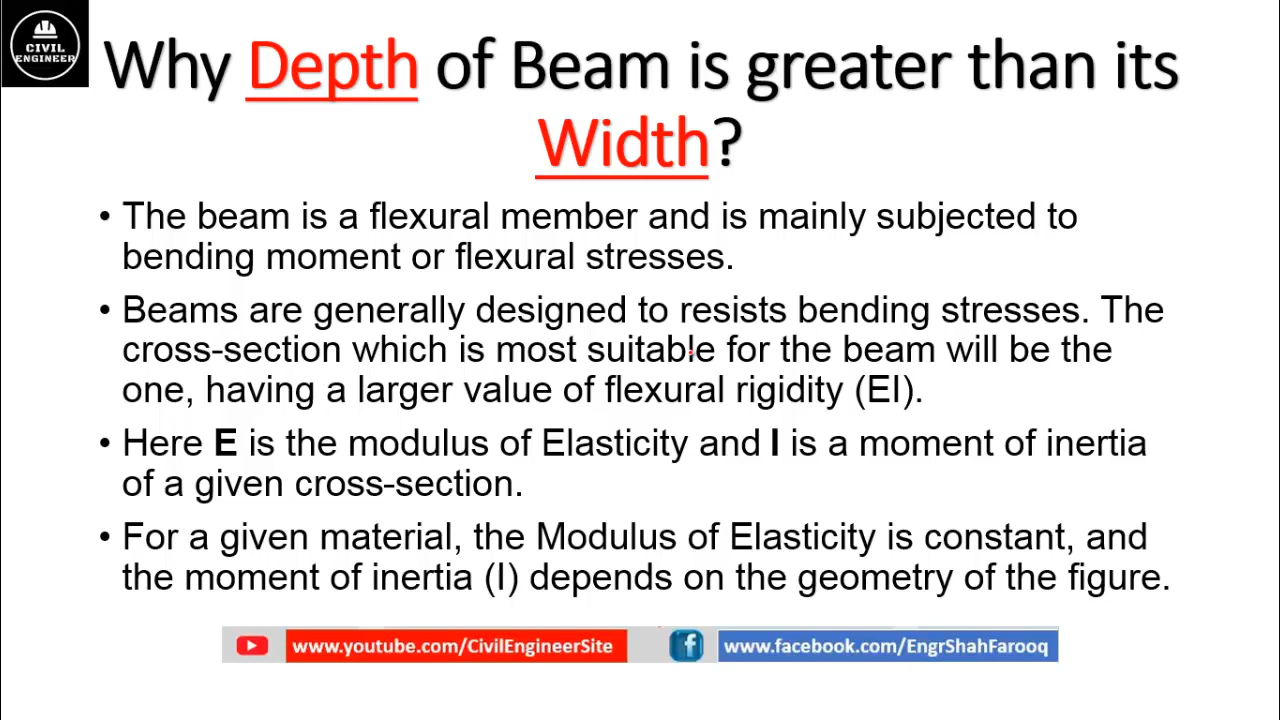 CIVIL
ENGINEER
Why Depth of Beam is greater than its
Width?
• The beam is a flexural member and is mainly subjected to
bending moment or flexural stresses.
• Beams are generally designed to resists bending stresses. The
cross-section which is most suitable for the beam will be the
one, having a larger value of flexural rigidity (EI).
• Here E is the modulus of Elasticity and I is a moment of inertia
of a given cross-section.
• For a given material, the Modulus of Elasticity is constant, and
the moment of inertia (I) depends on the geometry of the figure.
www.youtube.com/CivilEngineerSite
www.facebook.com/EngrShahFarooq